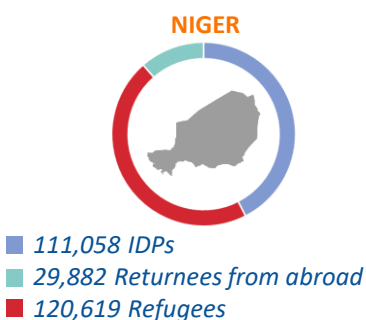 NIGER
111,058 IDPs
29,882 Returnees from abroad
120,619 Refugees